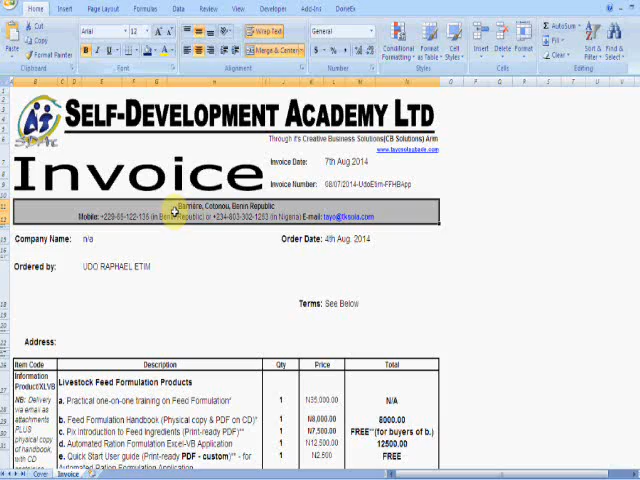 Home Insert Page Layout Formulas Data Review View Add-Ins DoneEx
Cut
Copy
Format Painter
Paste
Clipboard
Arial 12
Font
Wrap Text
Merge & Center
Alignment
General
Number
Conditional Formatting
Format as Table
Cell Styles
Styles
Insert Delete Format
Cells
AutoSum
Fill
Clear
Sort & Filter
Find & Select
Editing
SELF-DEVELOPMENT ACADEMY LTD
Through it's Creative Business Solutions(CB Solutions) Arm
Invoice
Invoice Date: 7th Aug 2014
Invoice Number: 08/07/2014-UdoEtim-FFHBApp
Barrière, Cotonou, Benin Republic
Mobile: +229-65-122-135 (in Benin Republic) or +234-803-302-1263 (in Nigeria) E-mail: tayo@tksola.com
Company Name: n/a Order Date: 4th Aug. 2014
Ordered by: UDO RAPHAEL ETIM
Terms: See Below
Address:
Item Code Description Qty Price Total
Information Product/XLVB
Livestock Feed Formulation Products
NB: Delivery via email as attachments PLUS physical copy of handbook, with CD
a. Practical one-on-one training on Feed Formulation* 1 N35,000.00 N/A
b. Feed Formulation Handbook (Physical copy & PDF on CD)* 1 N8,000.00 8000.00
c. Pix Introduction to Feed Ingredients (Print-ready PDF)** 1 N7,500.00 FREE**(for buyers of b.)
d. Automated Ration Formulation Excel-VB Application 1 N12,500.00 12500.00
e. Quick Start User guide (Print-ready PDF - custom)** - for 1 N2,500 FREE
Automated Ration Formulation Application
Cover Invoice